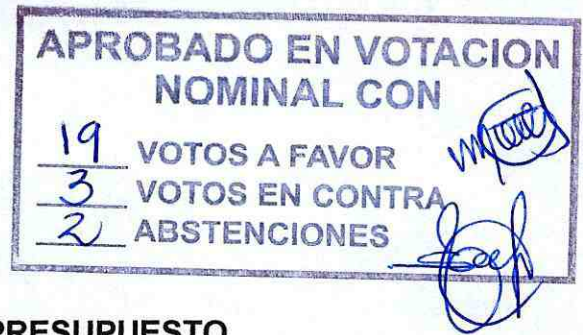 APROBADO EN VOTACION
NOMINAL CON
19 VOTOS A FAVOR
3 VOTOS EN CONTRA
2 ABSTENCIONES
PRESUPUESTO